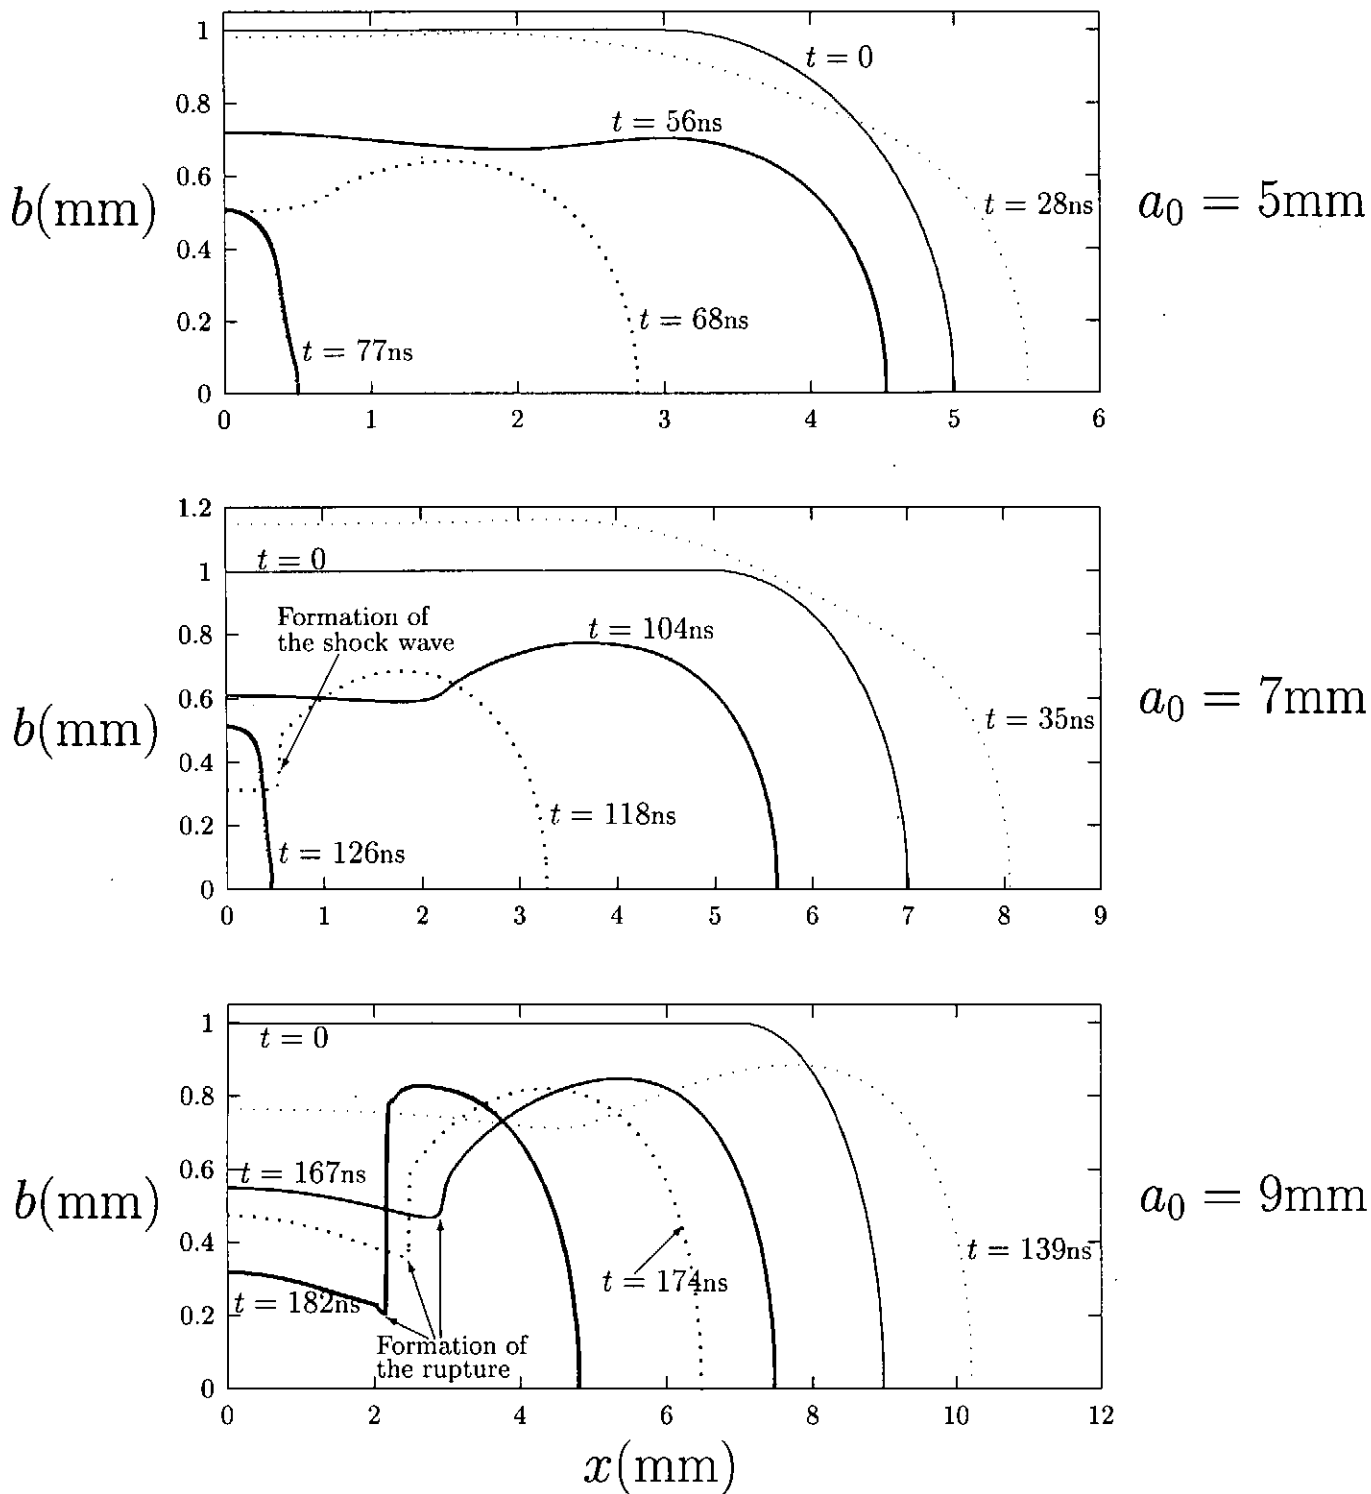 1
0.8
0.6
0.4
0.2
0
0 1 2 3 4 5 6
b(mm)
t = 0
t = 56ns
t = 28ns
t = 68ns
t = 77ns
a₀ = 5mm
1.2
1
0.8
0.6
0.4
0.2
0
0 1 2 3 4 5 6 7 8 9
b(mm)
t = 0
Formation of
the shock wave
t = 104ns
t = 35ns
t = 118ns
t = 126ns
a₀ = 7mm
1
0.8
0.6
0.4
0.2
0
0 2 4 6 8 10 12
b(mm)
t = 0
t = 167ns
t = 139ns
t = 174ns
t = 182ns
Formation of
the rupture
a₀ = 9mm
x(mm)